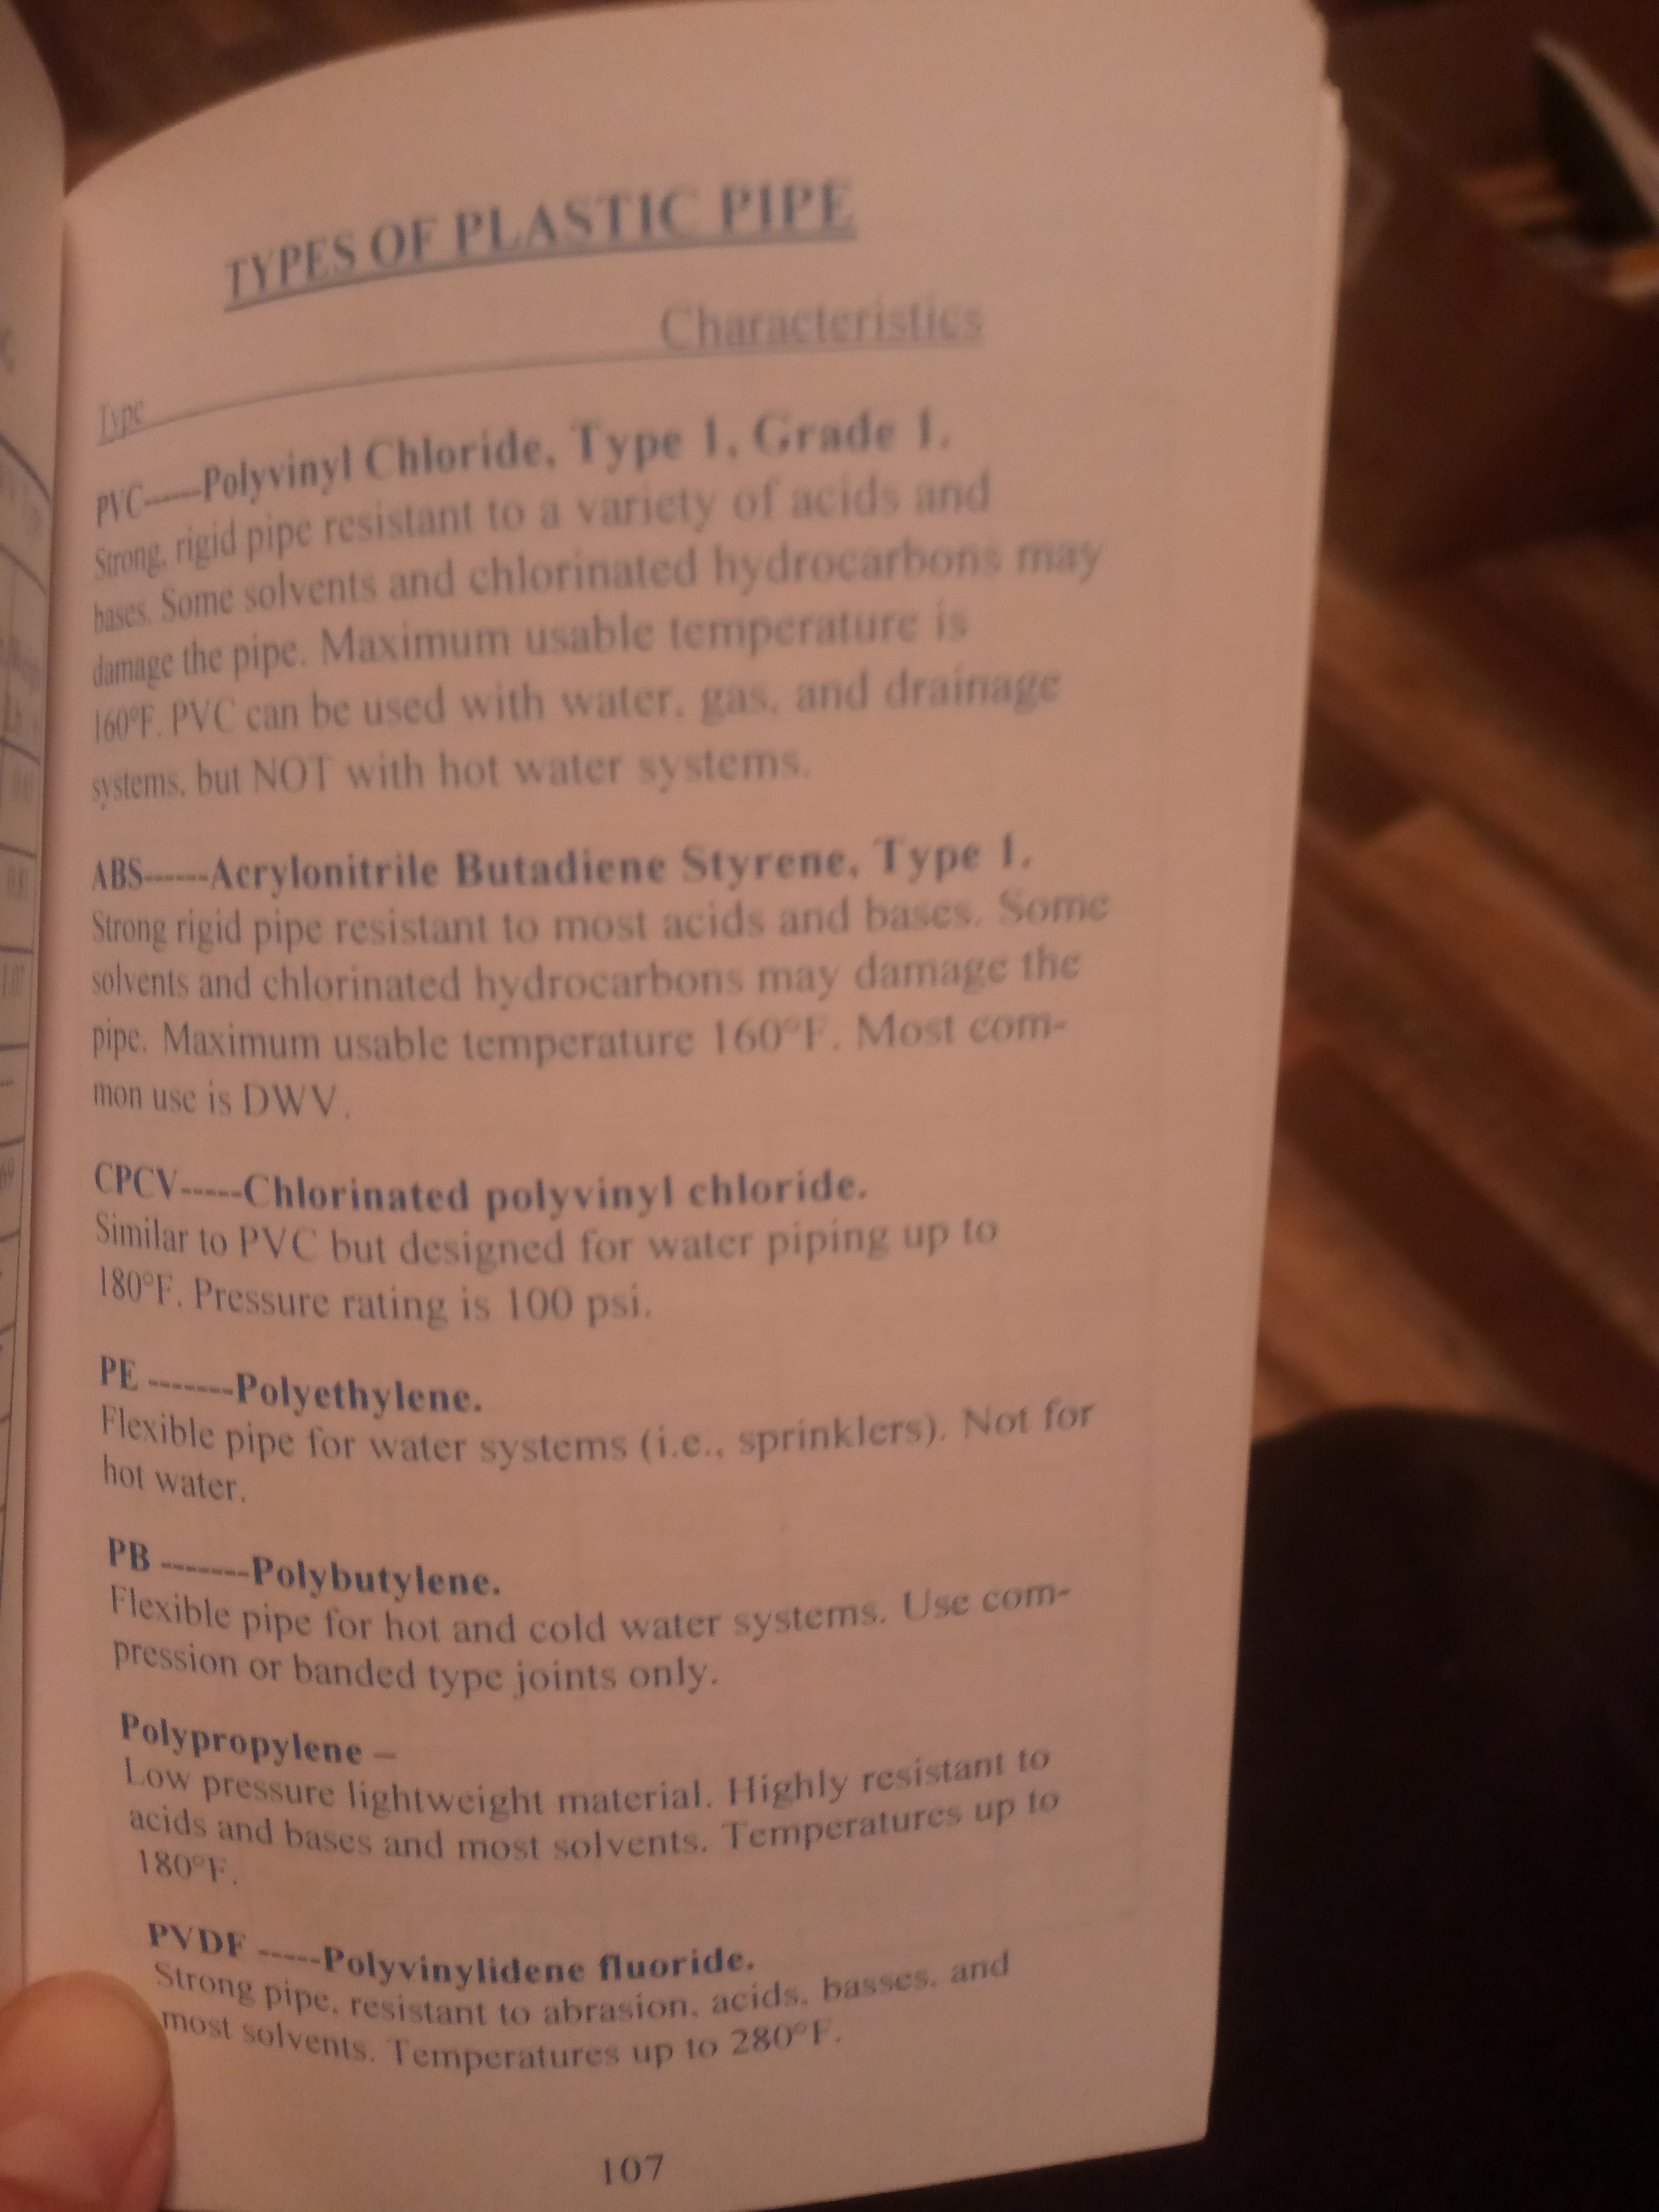 TYPES OF PLASTIC PIPE
Characteristics
Type
PVC-----Polyvinyl Chloride, Type 1, Grade 1.
Strong, rigid pipe resistant to a variety of acids and
bases. Some solvents and chlorinated hydrocarbons may
damage the pipe. Maximum usable temperature is
160°F. PVC can be used with water, gas, and drainage
systems, but NOT with hot water systems.
ABS------Acrylonitrile Butadiene Styrene, Type 1.
Strong rigid pipe resistant to most acids and bases. Some
solvents and chlorinated hydrocarbons may damage the
pipe. Maximum usable temperature 160°F. Most com-
mon use is DWV.
CPCV-----Chlorinated polyvinyl chloride.
Similar to PVC but designed for water piping up to
180°F. Pressure rating is 100 psi.
PE -------Polyethylene.
Flexible pipe for water systems (i.e., sprinklers). Not for
hot water.
PB -------Polybutylene.
Flexible pipe for hot and cold water systems. Use com-
pression or banded type joints only.
Polypropylene –
Low pressure lightweight material. Highly resistant to
acids and bases and most solvents. Temperatures up to
180°F.
PVDF -----Polyvinylidene fluoride.
Strong pipe, resistant to abrasion, acids, basses, and
most solvents. Temperatures up to 280°F.
107